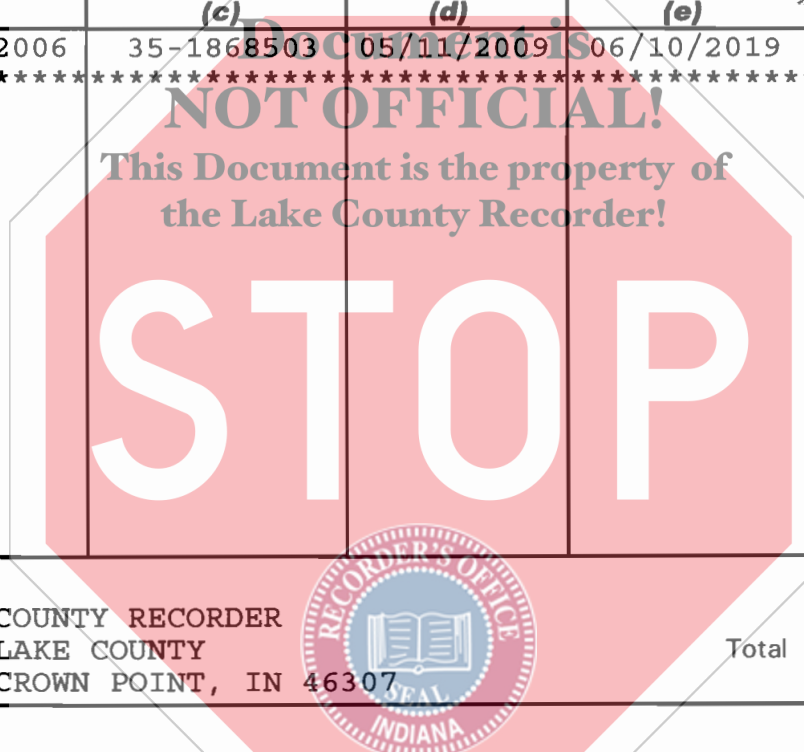 (c) (d) (e)
2006 35-1868503 05/11/2009 06/10/2019
**************************************************
Document is
NOT OFFICIAL!
This Document is the property of
the Lake County Recorder!
STOP
COUNTY RECORDER
LAKE COUNTY
CROWN POINT, IN 46307
Total
RECORDER'S OFFICE
SEAL
INDIANA